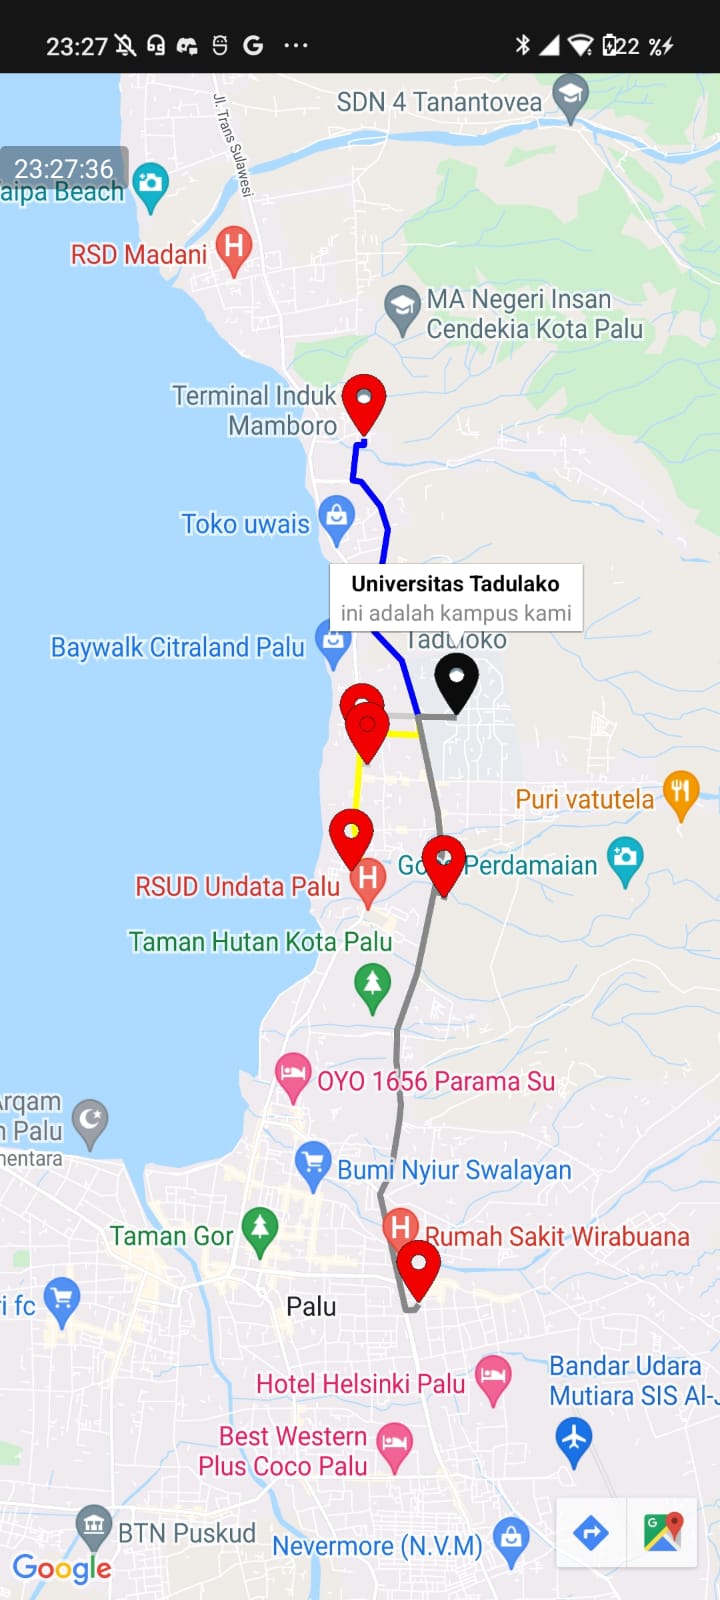 23:27
22 %
SDN 4 Tanantovea
Jl. Trans Sulawesi
23:27:36
aipa Beach
RSD Madani
MA Negeri Insan
Cendekia Kota Palu
Terminal Induk
Mamboro
Toko uwais
Universitas Tadulako
ini adalah kampus kami
Baywalk Citraland Palu
Puri vatutela
Perdamaian
RSUD Undata Palu
Taman Hutan Kota Palu
OYO 1656 Parama Su
Arqam
n Palu
mentara
Bumi Nyiur Swalayan
Taman Gor
Rumah Sakit Wirabuana
ri fc
Palu
Bandar Udara
Mutiara SIS Al-J
Hotel Helsinki Palu
Best Western
Plus Coco Palu
BTN Puskud
Nevermore (N.V.M)
Google